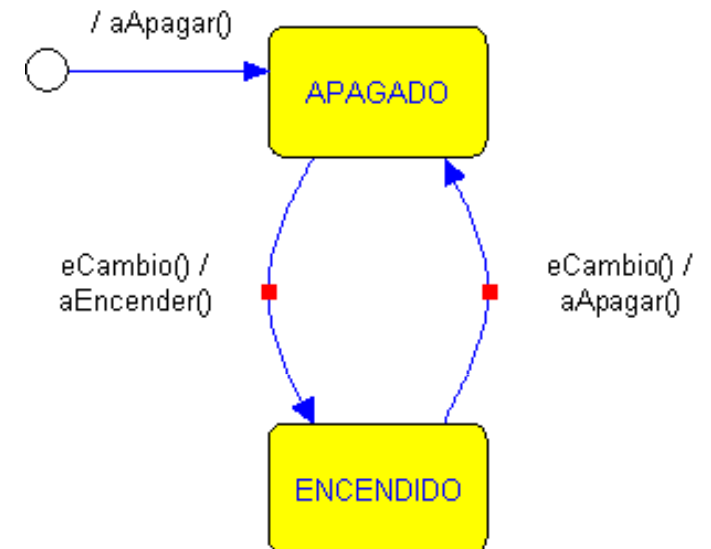 / aApagar()
APAGADO
eCambio() /
aEncender()
eCambio() /
aApagar()
ENCENDIDO